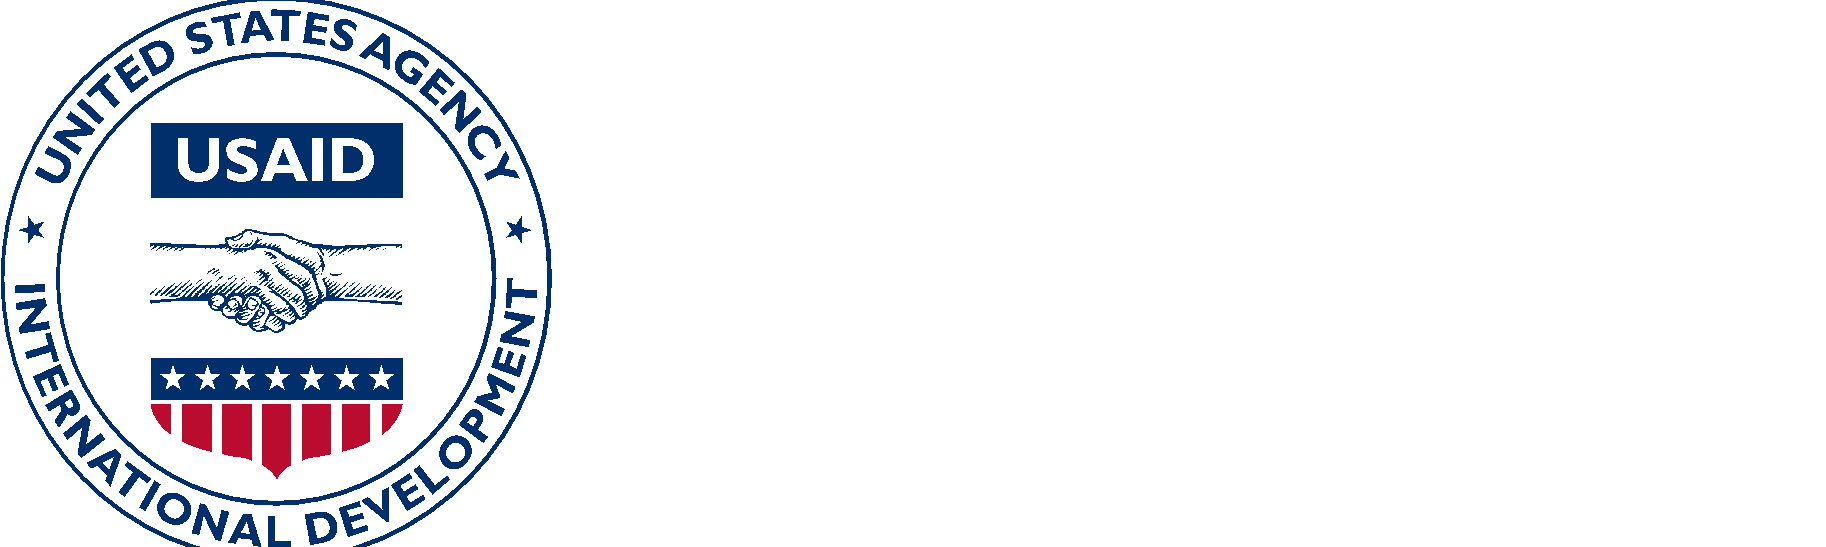 UNITED STATES AGENCY
USAID
INTERNATIONAL DEVELOPMENT